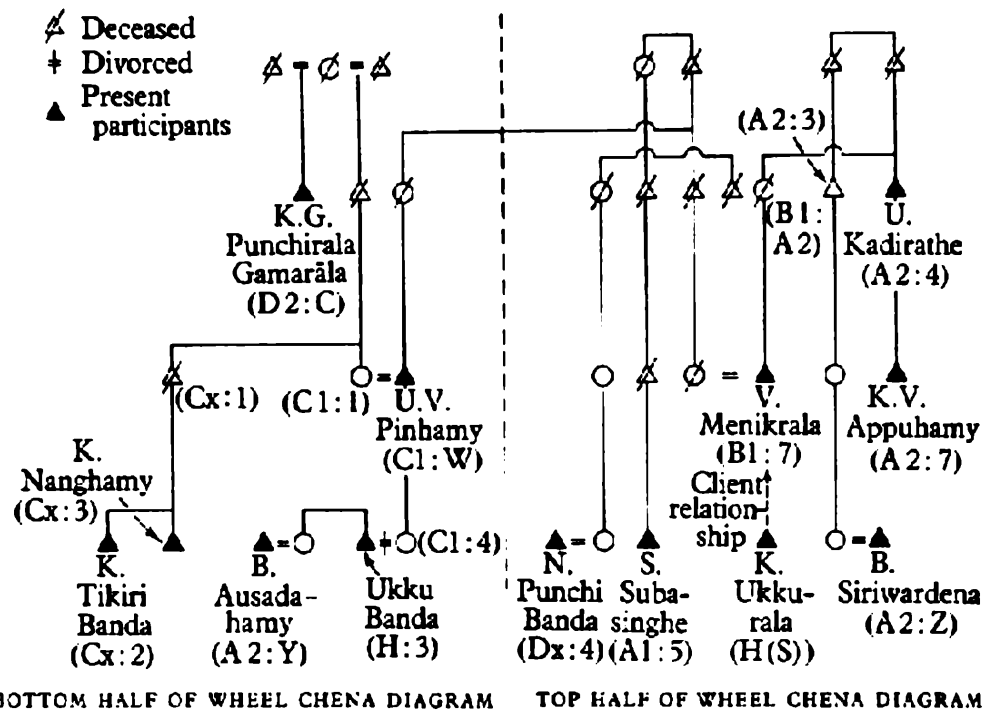 Deceased
Divorced
Present
participants
K.G.
Punchirala
Gamarāla
(D2:C)
(A2:3)
(B1:
A2)
U.
Kadirathe
(A2:4)
(Cx:1)
(C1:1)
U.V.
Pinhamy
(C1:W)
V.
Menikrala
(B1:7)
K.V.
Appuhamy
(A2:7)
K.
Nanghamy
(Cx:3)
Client
relation-
ship
(C1:4)
K.
Tikiri
Banda
(Cx:2)
B.
Ausada-
hamy
(A2:Y)
Ukku
Banda
(H:3)
N.
Punchi
Banda
(Dx:4)
S.
Suba-
singhe
(A1:5)
K.
Ukku-
rala
(H(S))
B.
Siriwardena
(A2:Z)
BOTTOM HALF OF WHEEL CHENA DIAGRAM
TOP HALF OF WHEEL CHENA DIAGRAM